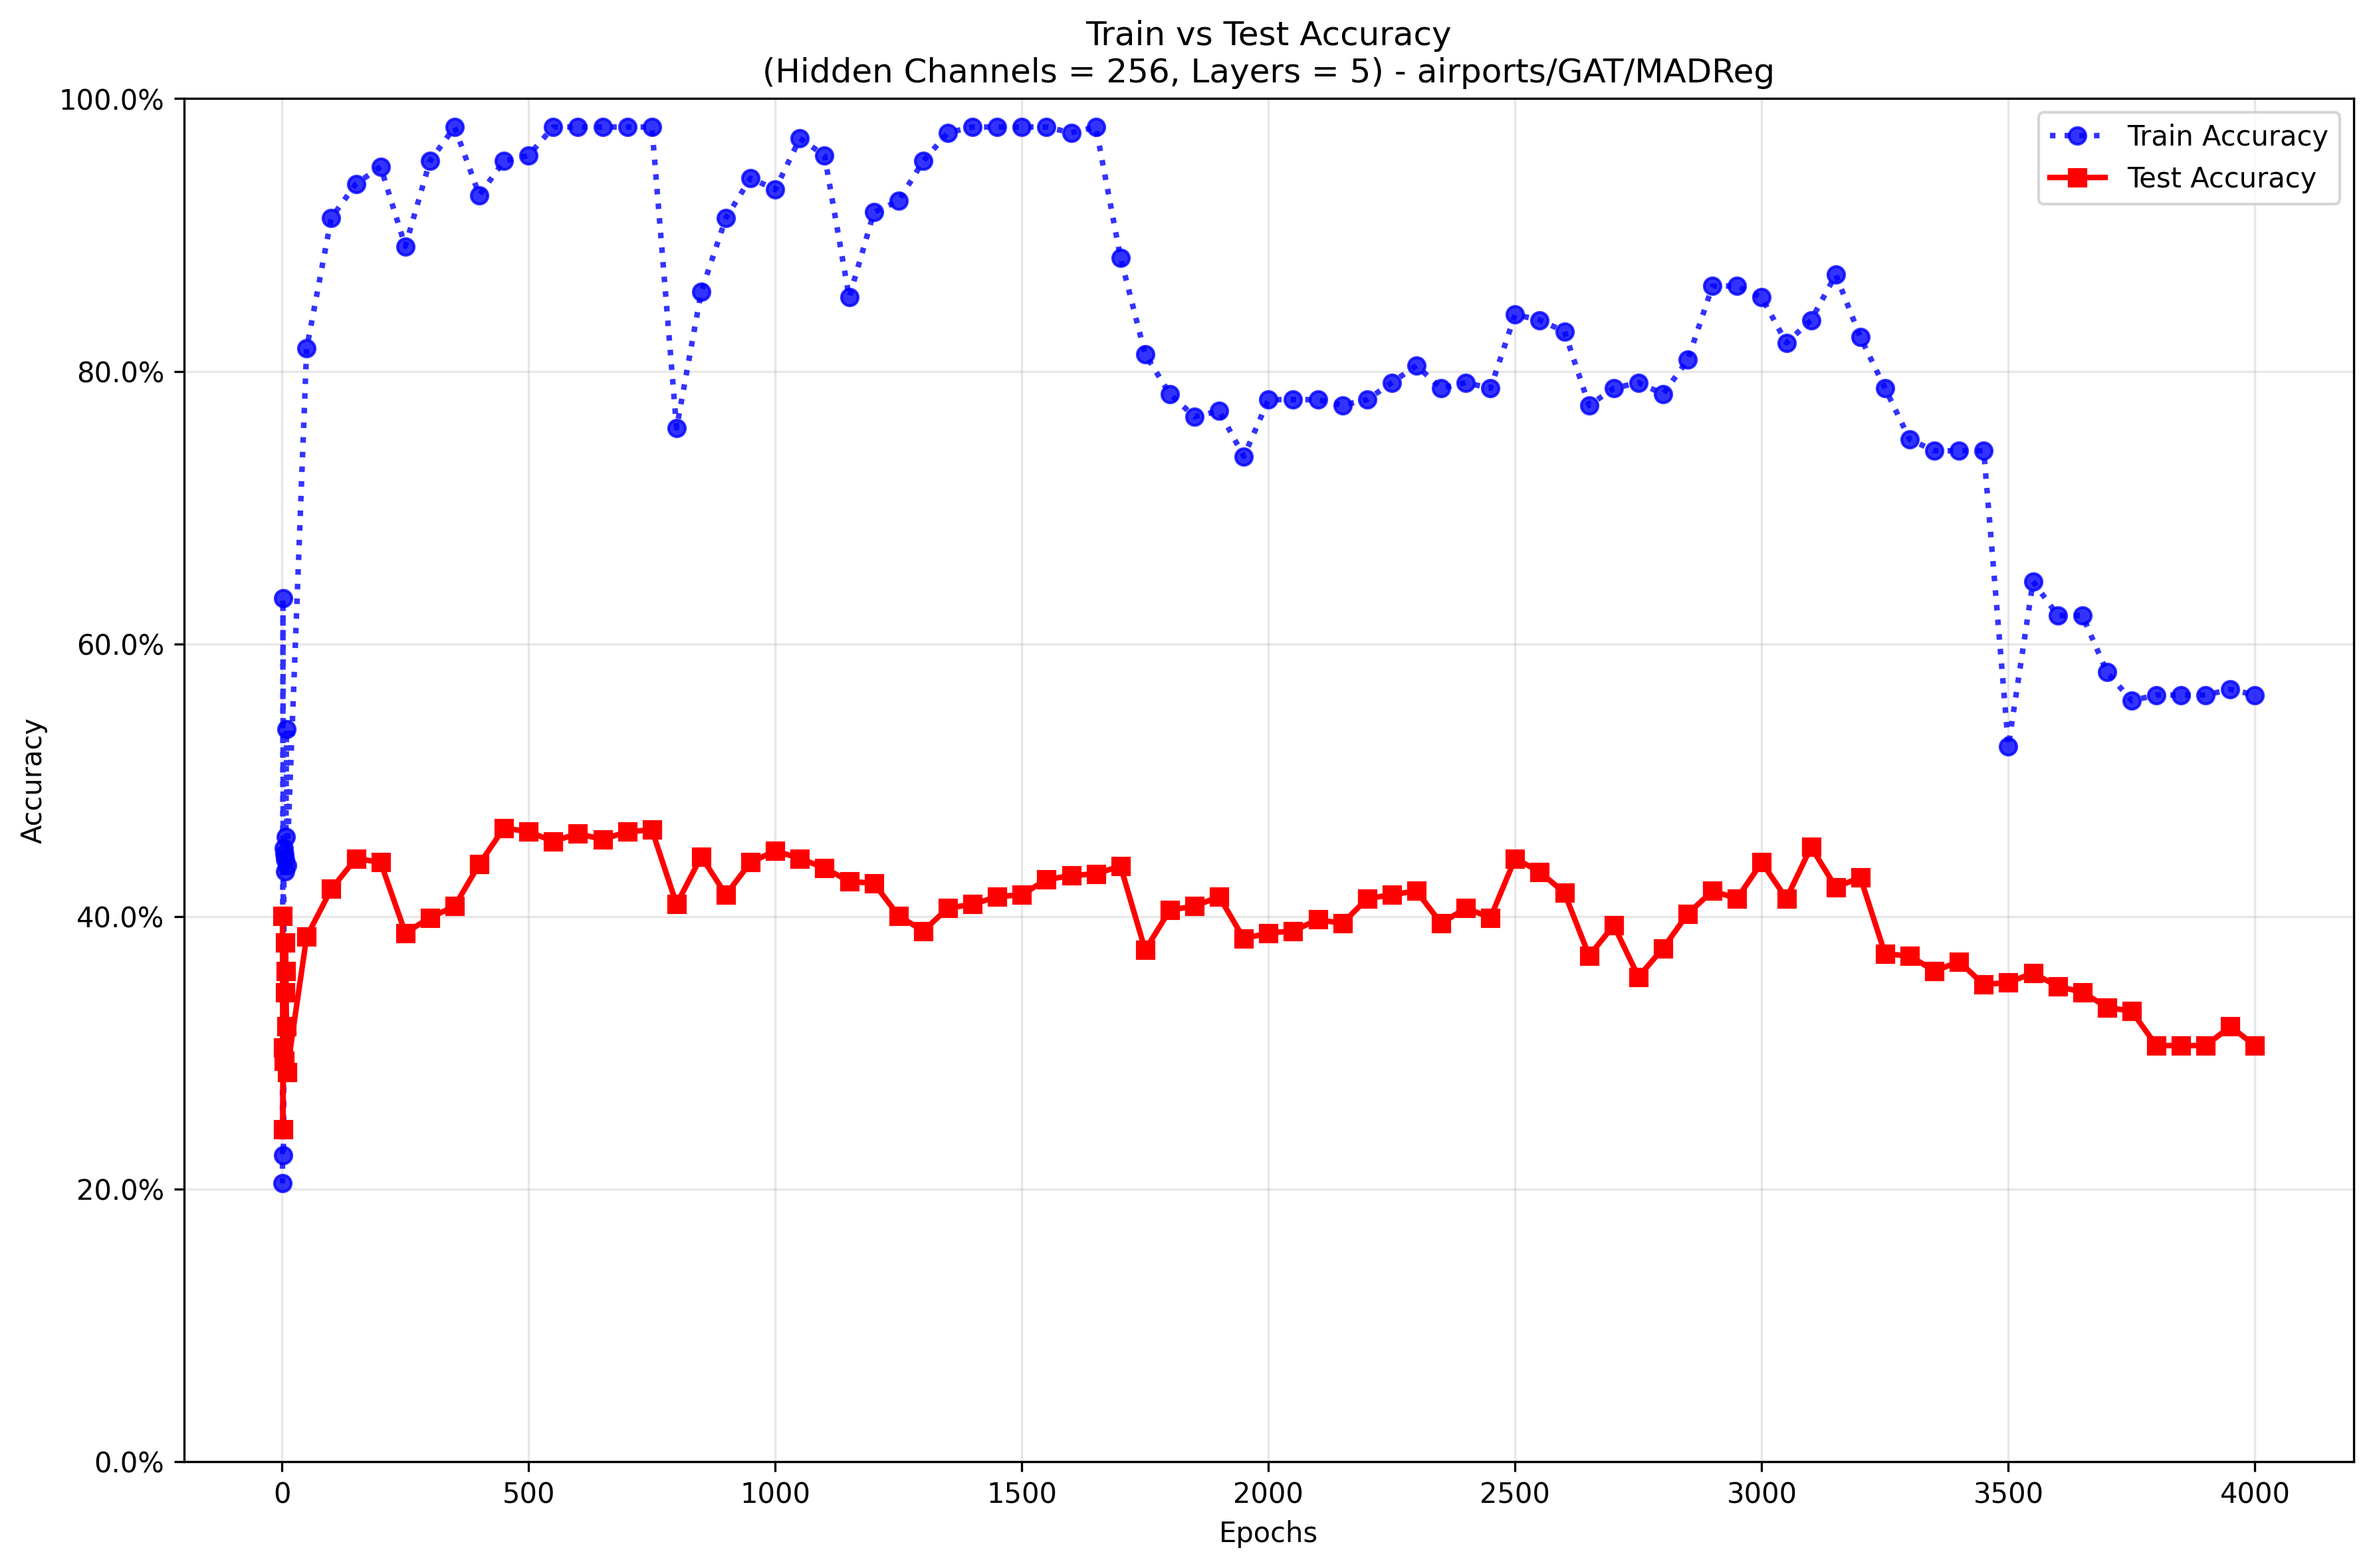 Train vs Test Accuracy
(Hidden Channels = 256, Layers = 5) - airports/GAT/MADReg
100.0%
80.0%
60.0%
40.0%
20.0%
0.0%
Accuracy
Train Accuracy
Test Accuracy
0 500 1000 1500 2000 2500 3000 3500 4000
Epochs